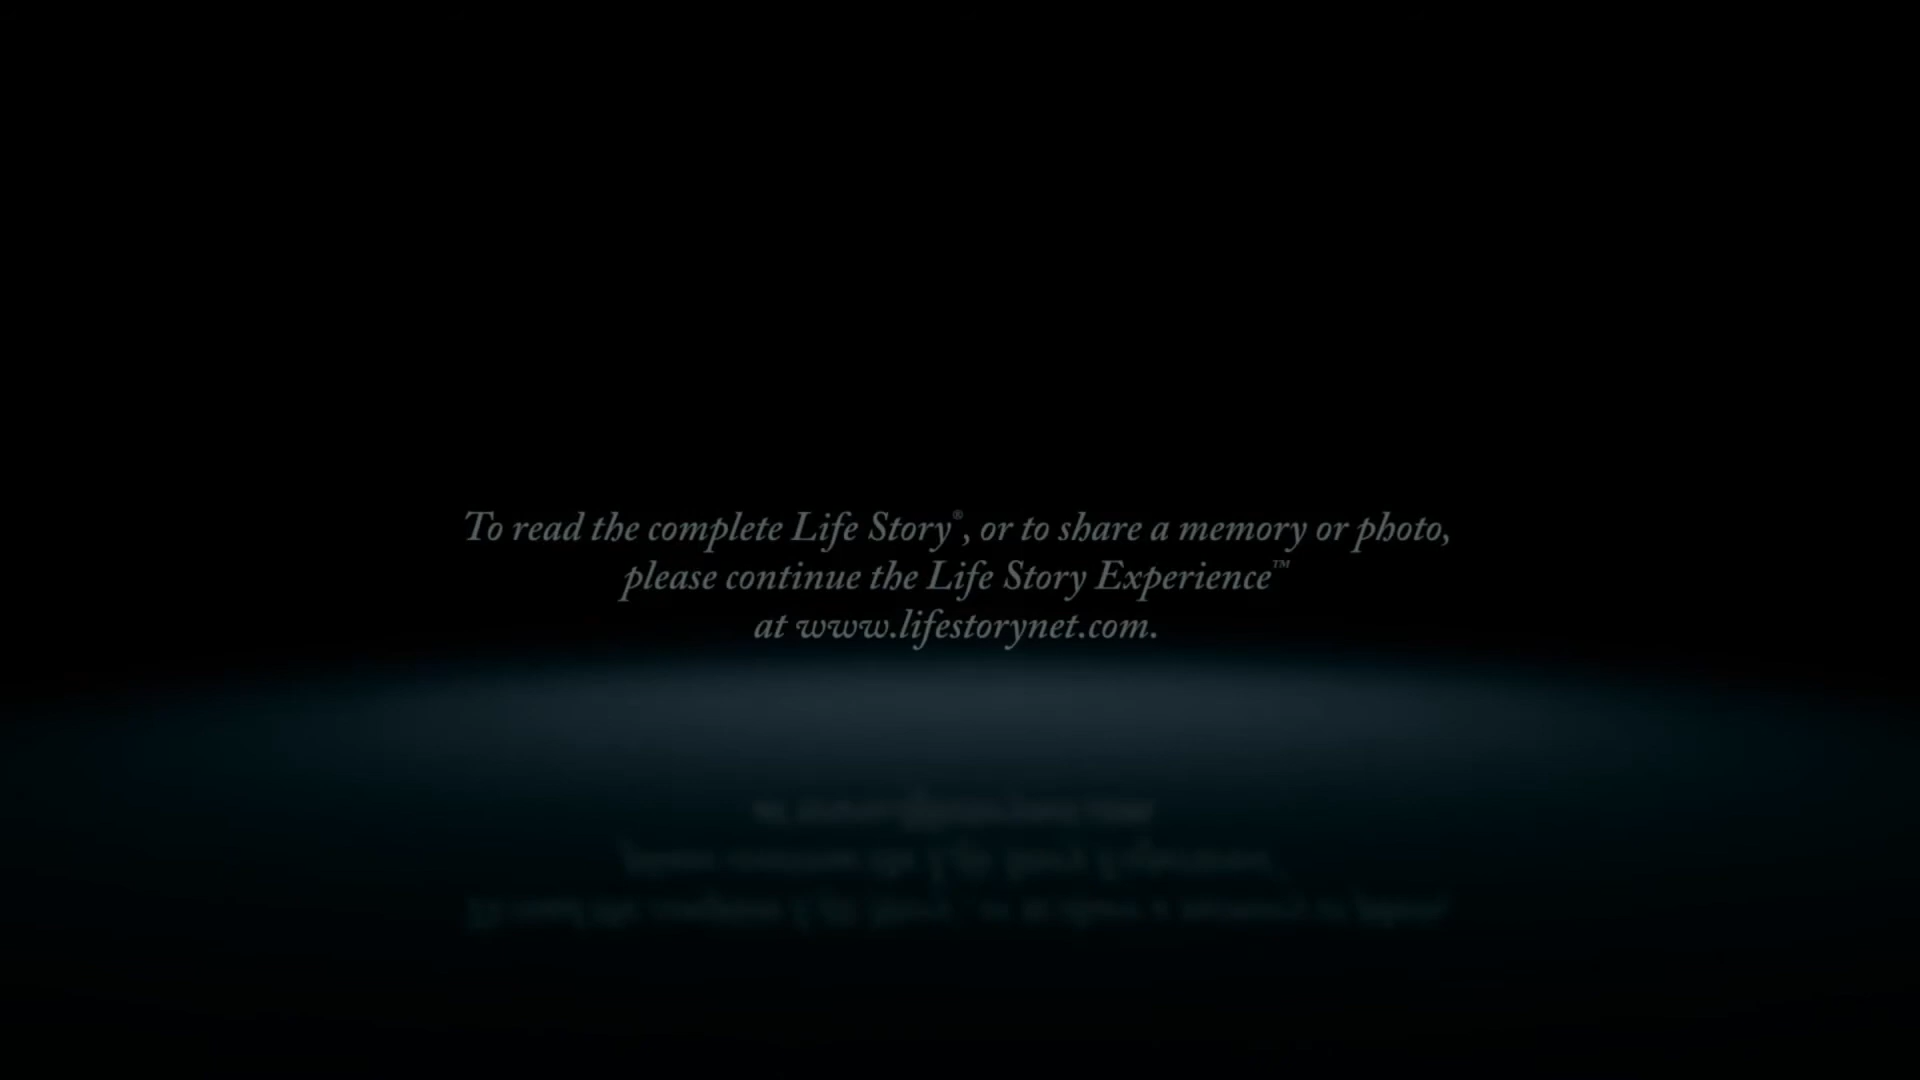 To read the complete Life Story®, or to share a memory or photo,
please continue the Life Story Experience™
at www.lifestorynet.com.